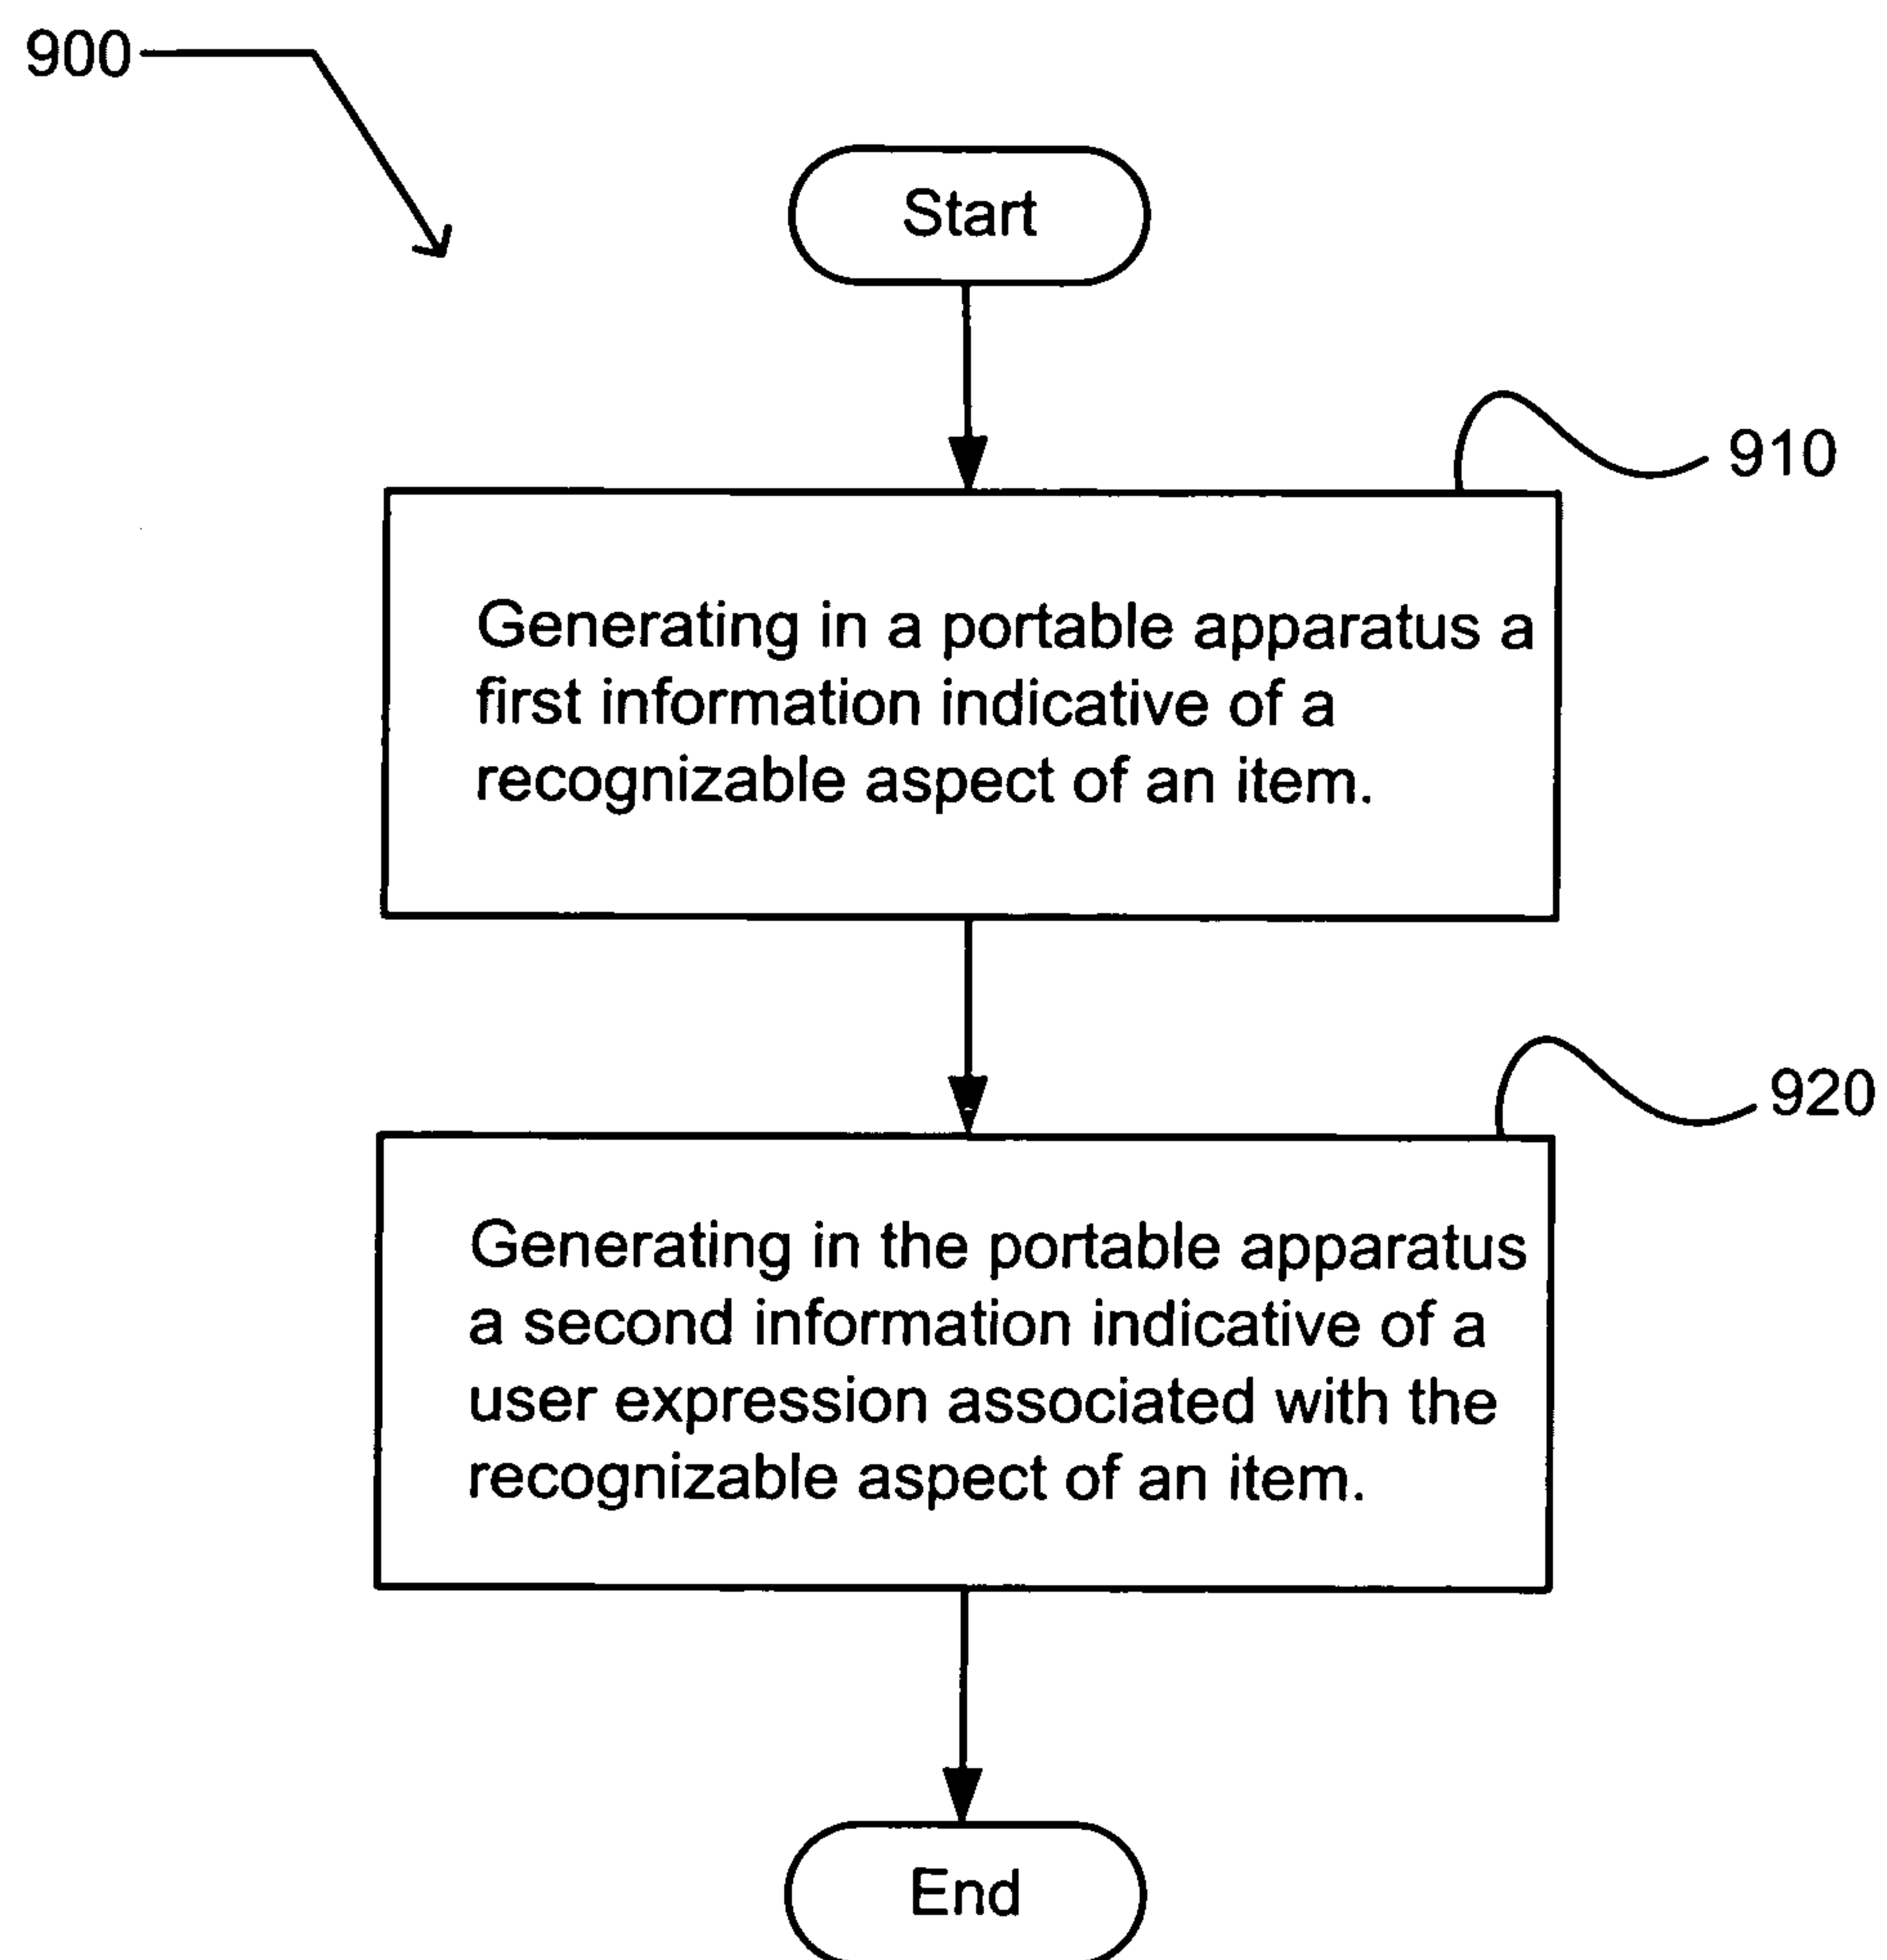 900
Start
910
Generating in a portable apparatus a
first information indicative of a
recognizable aspect of an item.
920
Generating in the portable apparatus
a second information indicative of a
user expression associated with the
recognizable aspect of an item.
End